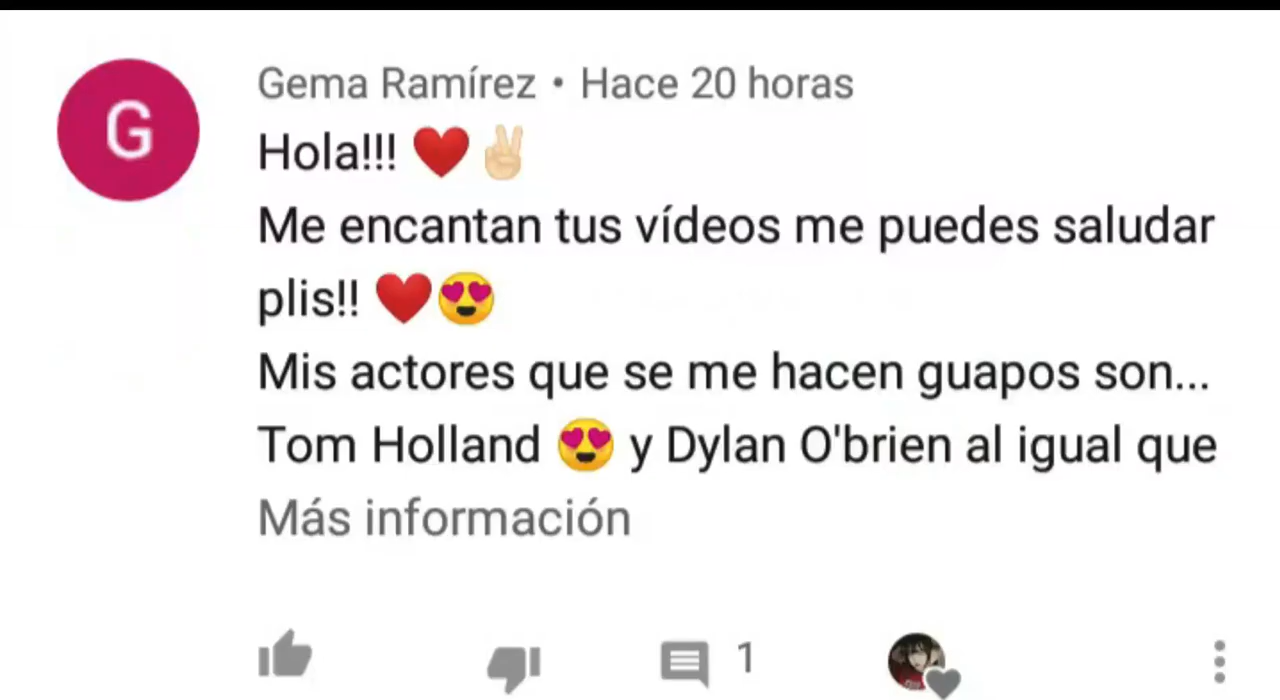 G
Gema Ramírez • Hace 20 horas
Hola!!! ❤️✌🏻
Me encantan tus vídeos me puedes saludar
plis!! ❤️😍
Mis actores que se me hacen guapos son...
Tom Holland 😍 y Dylan O'brien al igual que
Más información
1